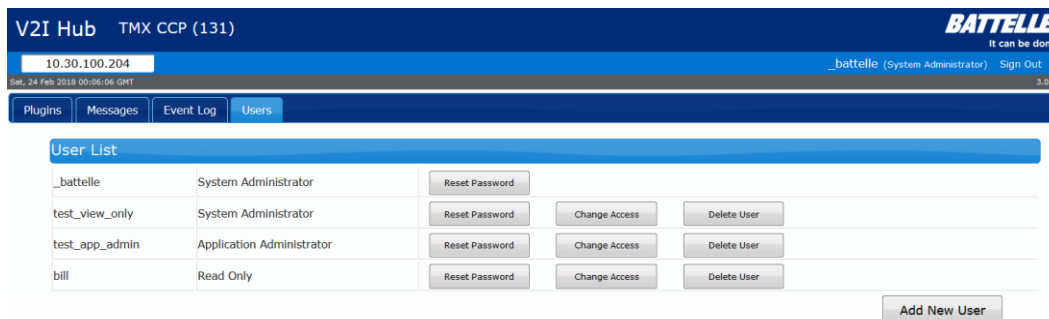 V2I Hub TMX CCP (131) BATTELLE
It can be don
10.30.100.204 _battelle (System Administrator) Sign Out
Sat, 24 Feb 2018 00:06:06 GMT 3.0
Plugins Messages Event Log Users
User List
_battelle System Administrator Reset Password
test_view_only System Administrator Reset Password Change Access Delete User
test_app_admin Application Administrator Reset Password Change Access Delete User
bill Read Only Reset Password Change Access Delete User
Add New User